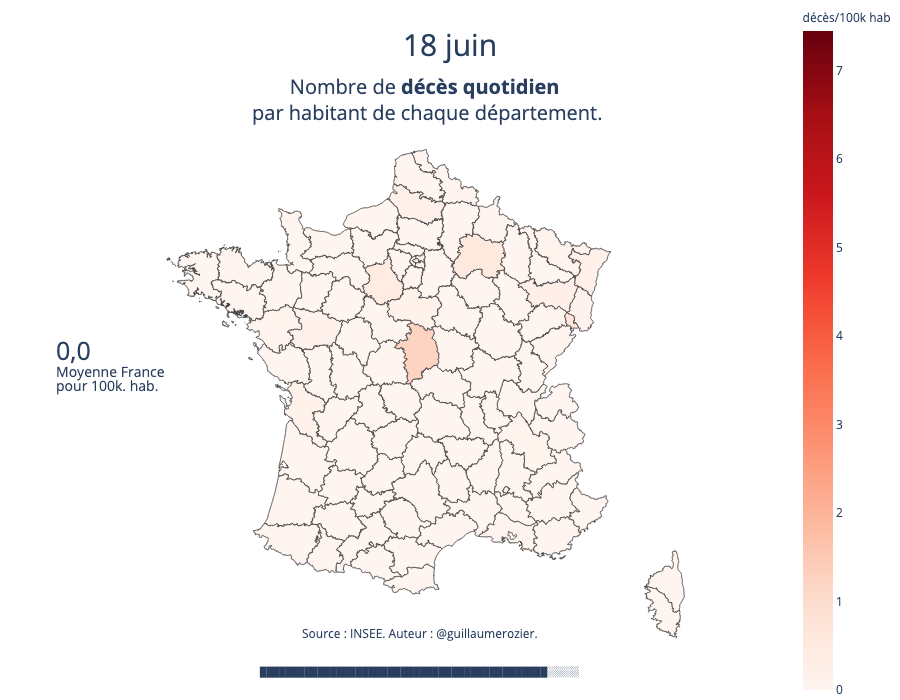 décès/100k hab
18 juin
Nombre de décès quotidien
par habitant de chaque département.
7
6
5
4
3
2
1
0
0,0
Moyenne France
pour 100k. hab.
Source : INSEE. Auteur : @guillaumerozier.